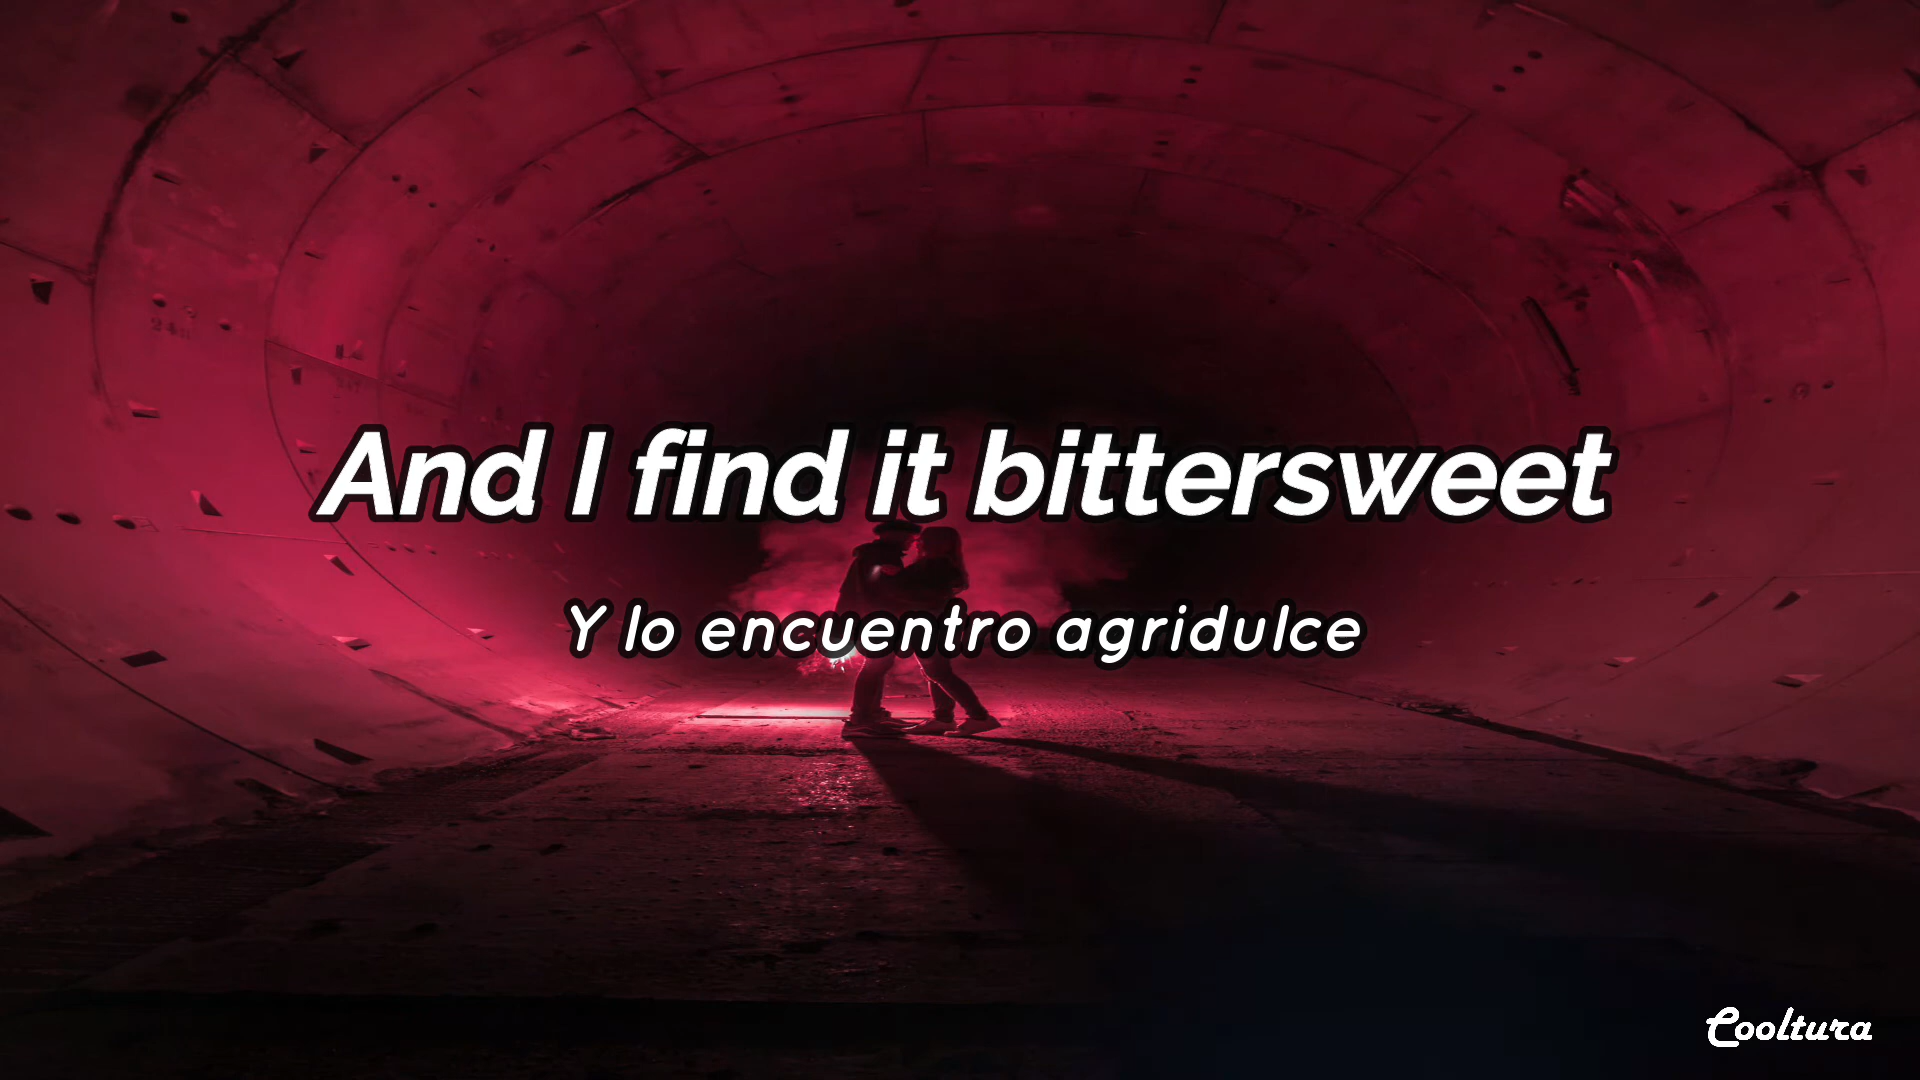 And I find it bittersweet
Y lo encuentro agridulce
Cooltura